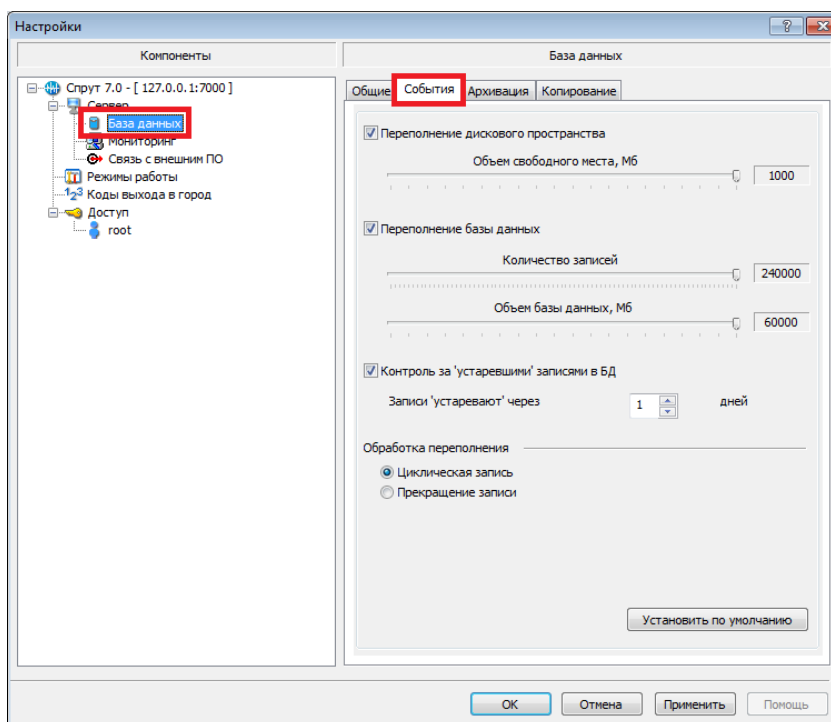 Настройки
Компоненты
База данных
Спрут 7.0 - [ 127.0.0.1:7000 ]
Сервер
База данных
Мониторинг
Связь с внешним ПО
Режимы работы
Коды выхода в город
Доступ
root
Общие События Архивация Копирование
Переполнение дискового пространства
Объем свободного места, Мб
1000
Переполнение базы данных
Количество записей
240000
Объем базы данных, Мб
60000
Контроль за 'устаревшими' записями в БД
Записи 'устаревают' через 1 дней
Обработка переполнения
Циклическая запись
Прекращение записи
Установить по умолчанию
ОК Отмена Применить Помощь